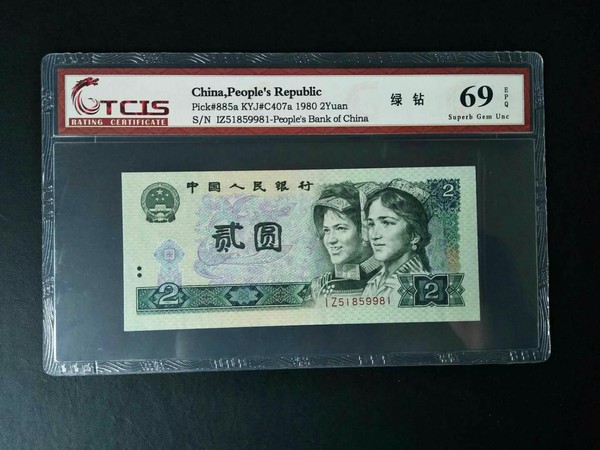 TCIS
RATING CERTIFICATE
China,People's Republic
Pick#885a KYJ#C407a 1980 2Yuan
S/N IZ51859981-People's Bank of China
绿钻
69 EPQ
Superb Gem Unc
中国人民银行
贰圆
2
2
2
IZ51859981